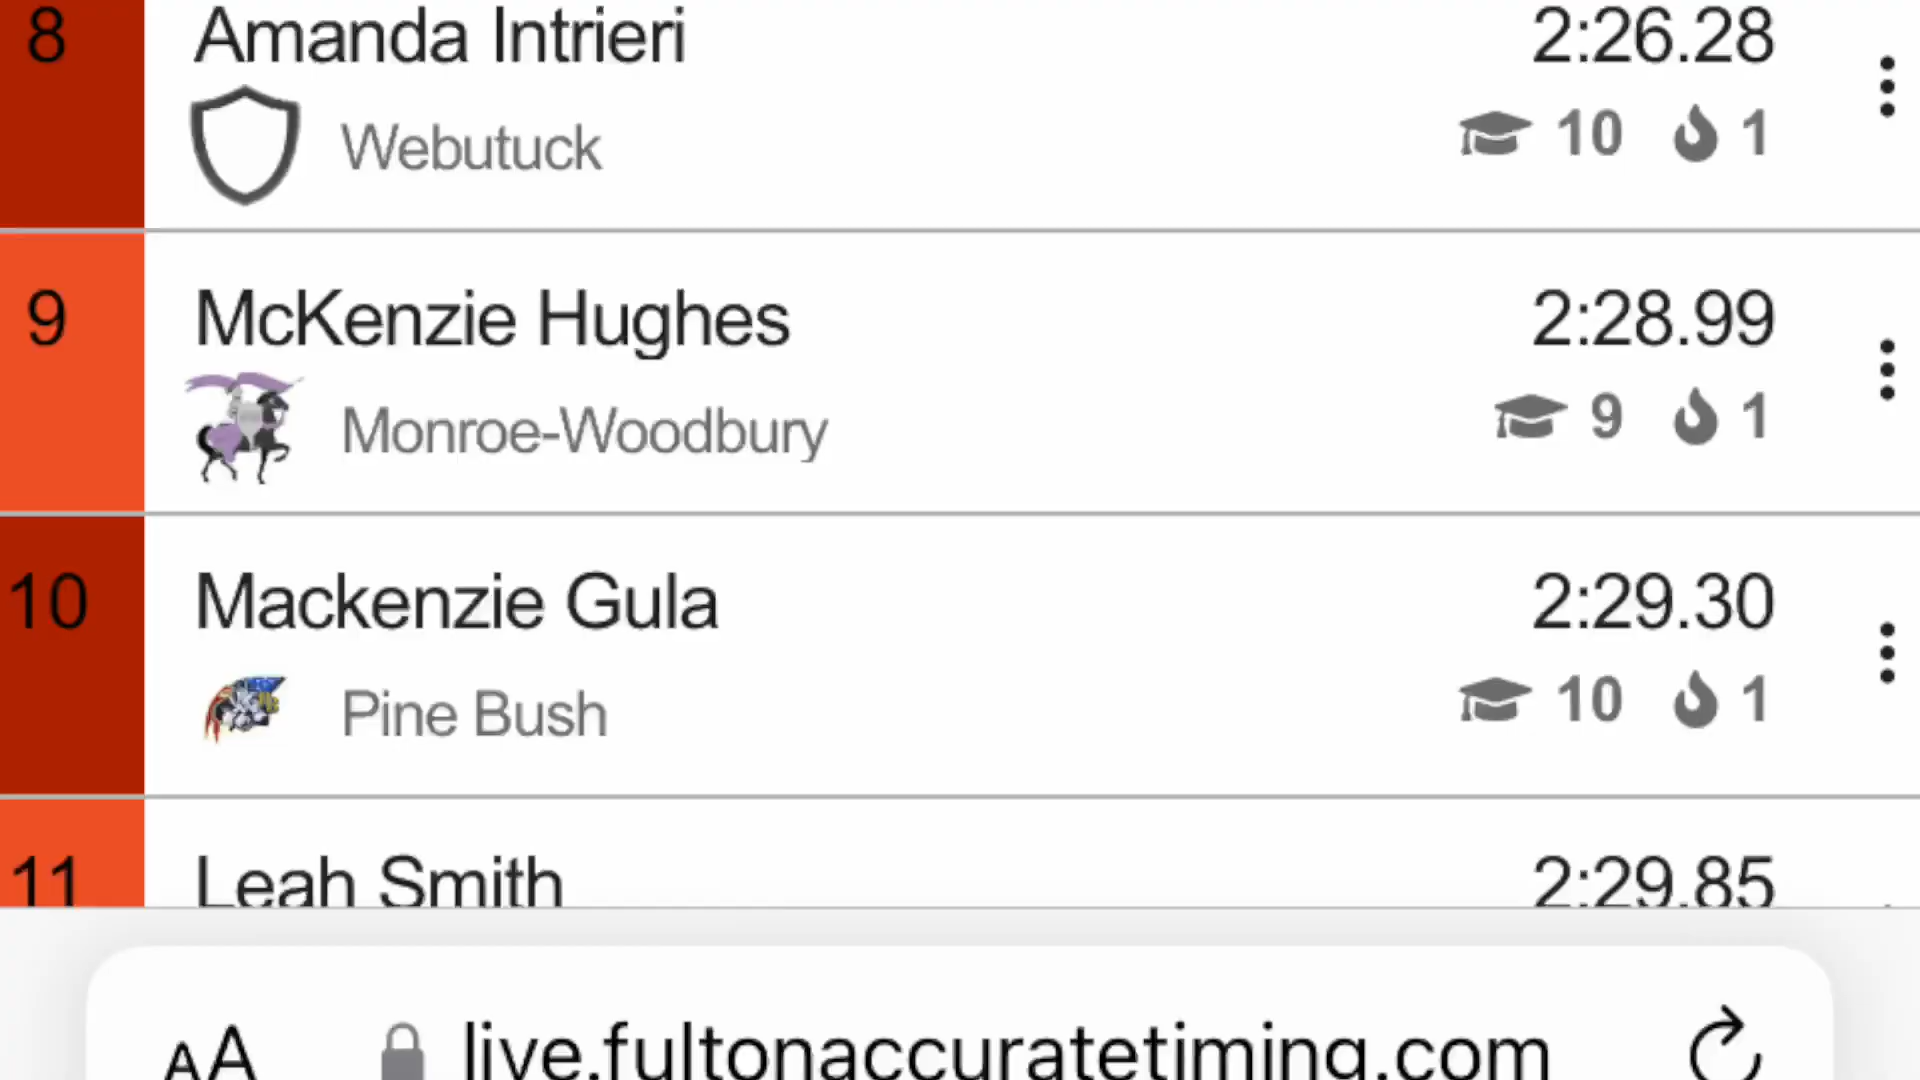 8 Amanda Intrieri 2:26.28
Webutuck 10 1
9 McKenzie Hughes 2:28.99
Monroe-Woodbury 9 1
10 Mackenzie Gula 2:29.30
Pine Bush 10 1
11 Leah Smith 2:29.85
AA live.fultonaccuratetiming.com